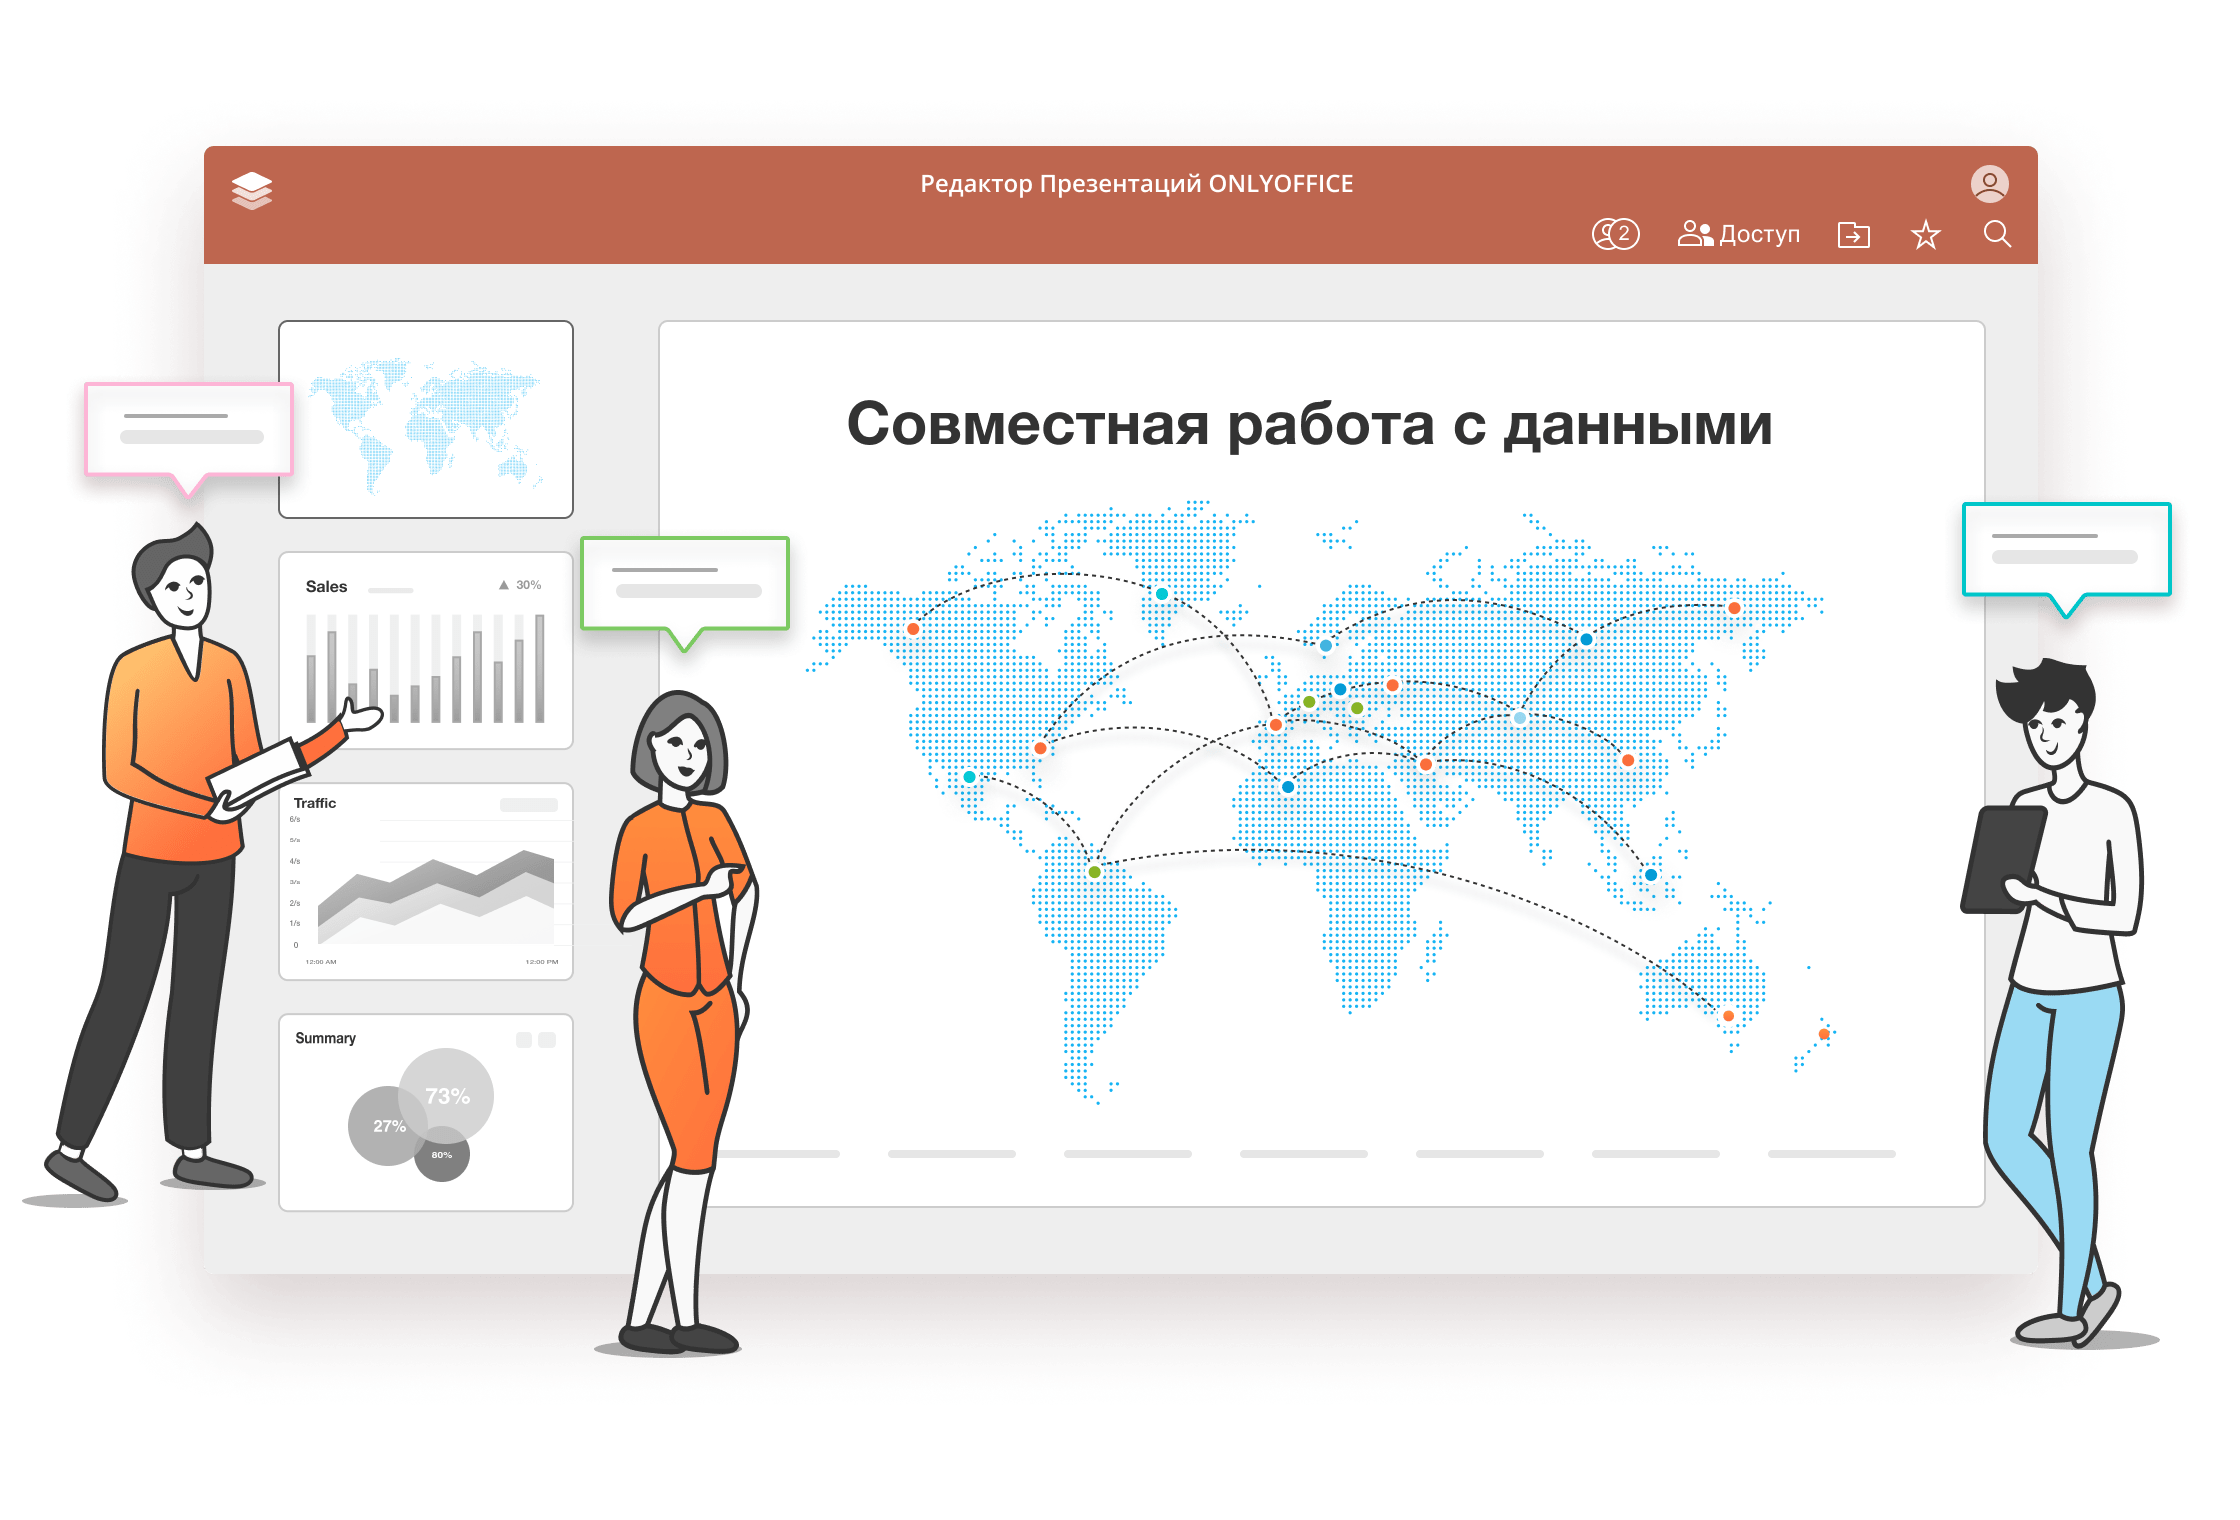 Редактор Презентаций ONLYOFFICE
2
Доступ
Совместная работа с данными
Sales
30%
Traffic
6/s
5/s
4/s
3/s
2/s
1/s
0
12:00 AM
12:00 PM
Summary
73%
27%
80%